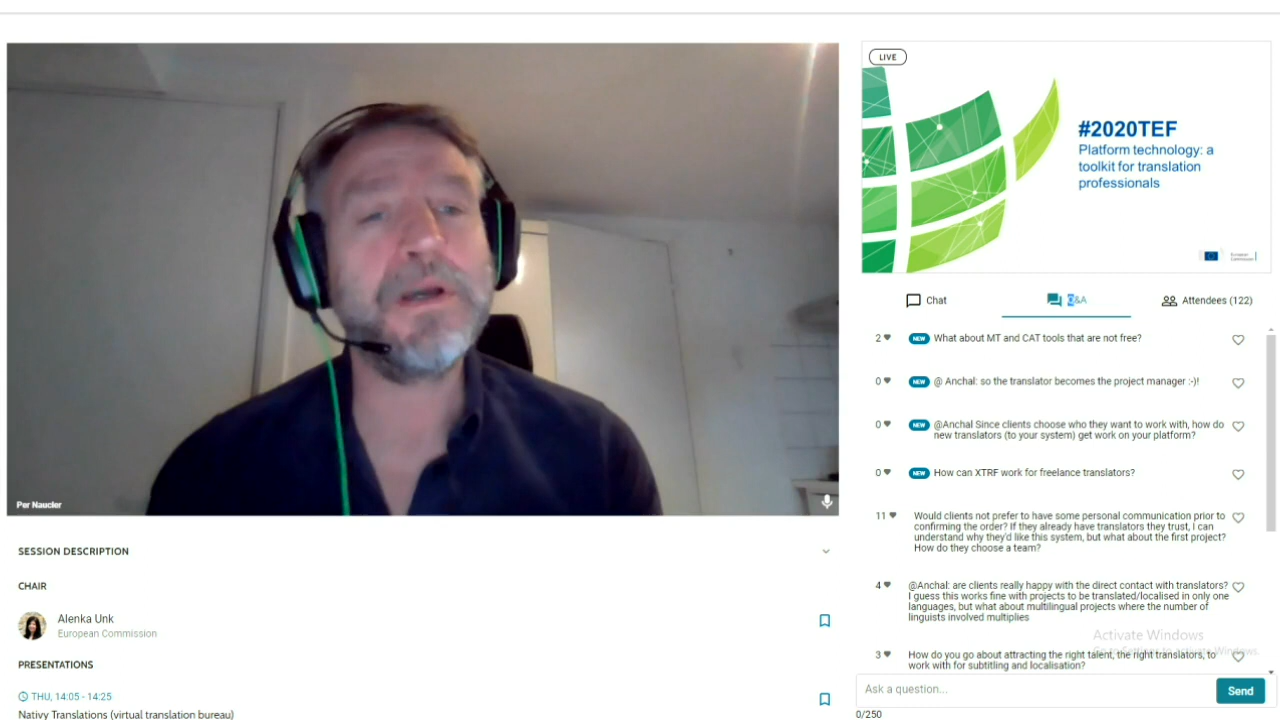 Per Naucler
SESSION DESCRIPTION
CHAIR
Alenka Unk
European Commission
PRESENTATIONS
THU, 14:05 - 14:25
Nativy Translations (virtual translation bureau)
LIVE
#2020TEF
Platform technology: a
toolkit for translation
professionals
European
Commission
Chat
Q&A
Attendees (122)
2
NEW What about MT and CAT tools that are not free?
0
NEW @ Anchal: so the translator becomes the project manager :-)!
0
NEW @Anchal Since clients choose who they want to work with, how do
new translators (to your system) get work on your platform?
0
NEW How can XTRF work for freelance translators?
11
Would clients not prefer to have some personal communication prior to
confirming the order? If they already have translators they trust, I can
understand why they'd like this system, but what about the first project?
How do they choose a team?
4
@Anchal: are clients really happy with the direct contact with translators?
I guess this works fine with projects to be translated/localised in only one
languages, but what about multilingual projects where the number of
linguists involved multiplies
Activate Windows
3
How do you go about attracting the right talent, the right translators, to
work with for subtitling and localisation?
Ask a question...
Send
0/250